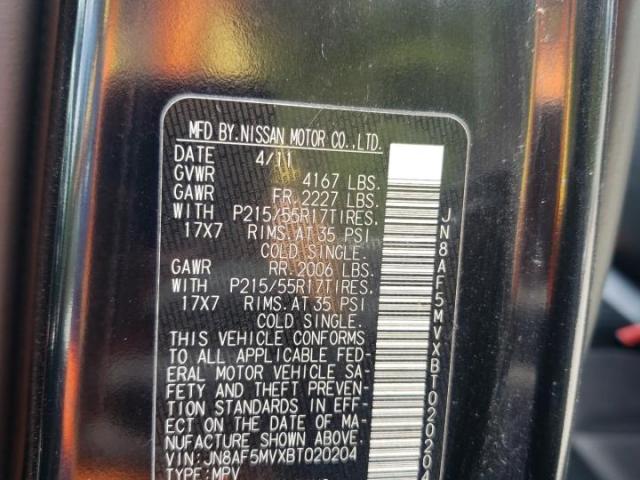 MFD BY.NISSAN MOTOR CO.,LTD.
DATE 4/11
GVWR 4167 LBS.
GAWR FR. 2227 LBS.
WITH P215/55R17TIRES.
17X7 RIMS.AT 35 PSI
COLD SINGLE.
GAWR RR. 2006 LBS.
WITH P215/55R17TIRES.
17X7 RIMS.AT 35 PSI
COLD SINGLE.
THIS VEHICLE CONFORMS
TO ALL APPLICABLE FED-
ERAL MOTOR VEHICLE SA-
FETY AND THEFT PREVEN-
TION STANDARDS IN EFF-
ECT ON THE DATE OF MA-
NUFACTURE SHOWN ABOVE
VIN:JN8AF5MVXBT020204
TYPE:MPV
JN8AF5MVXBT020204